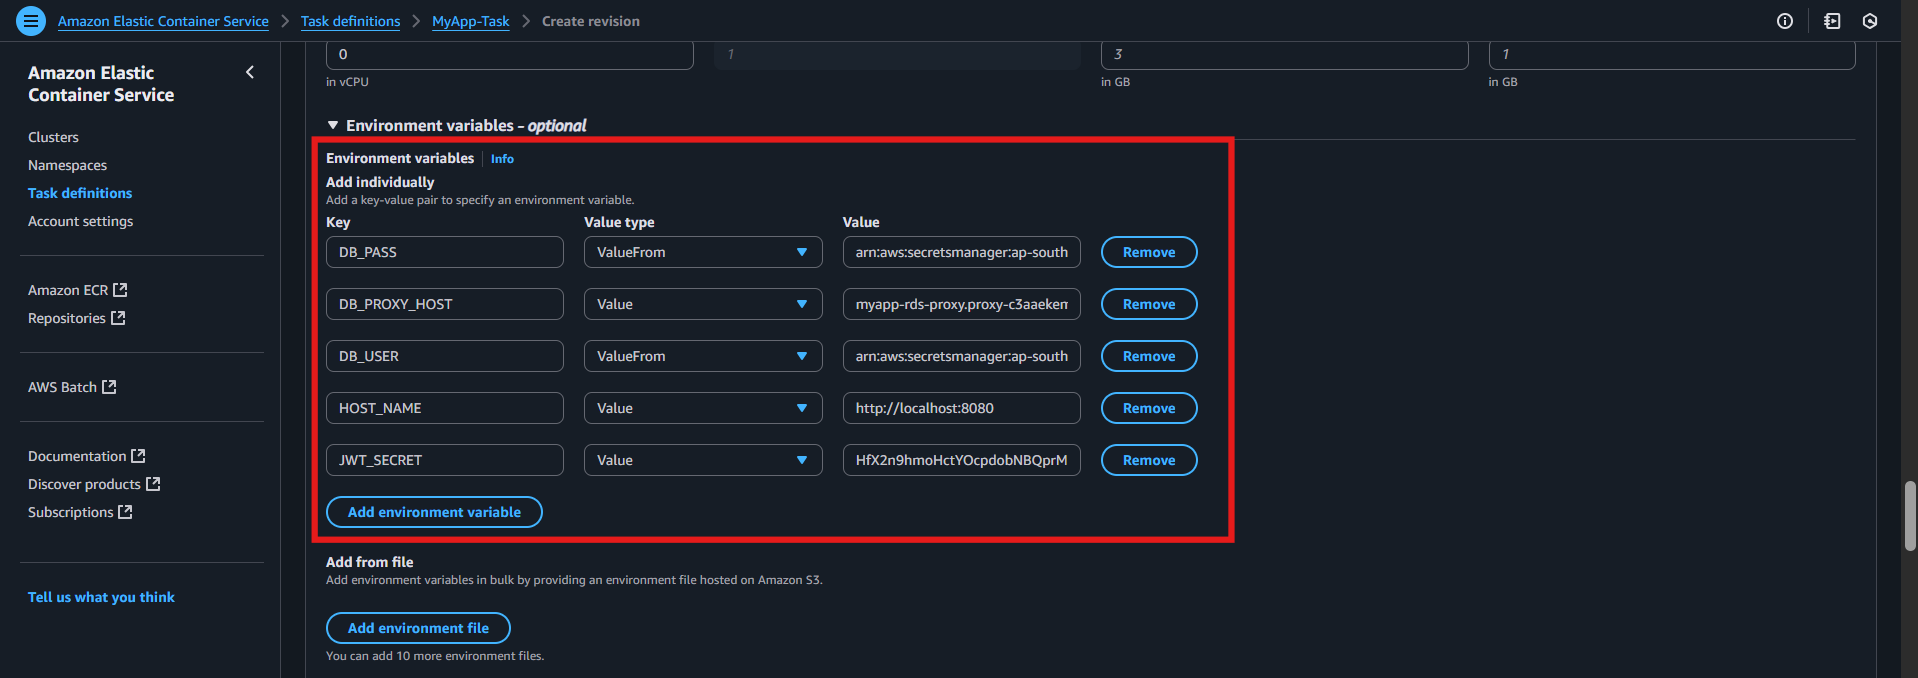 Amazon Elastic Container Service > Task definitions > MyApp-Task > Create revision
Amazon Elastic
Container Service
Clusters
Namespaces
Task definitions
Account settings
Amazon ECR
Repositories
AWS Batch
Documentation
Discover products
Subscriptions
Tell us what you think
0 1 3 1
in vCPU in GB in GB
Environment variables - optional
Environment variables Info
Add individually
Add a key-value pair to specify an environment variable.
Key Value type Value
DB_PASS ValueFrom arn:aws:secretsmanager:ap-south Remove
DB_PROXY_HOST Value myapp-rds-proxy.proxy-c3aaeken Remove
DB_USER ValueFrom arn:aws:secretsmanager:ap-south Remove
HOST_NAME Value http://localhost:8080 Remove
JWT_SECRET Value HfX2n9hmoHctYOcpdobNBQprM Remove
Add environment variable
Add from file
Add environment variables in bulk by providing an environment file hosted on Amazon S3.
Add environment file
You can add 10 more environment files.